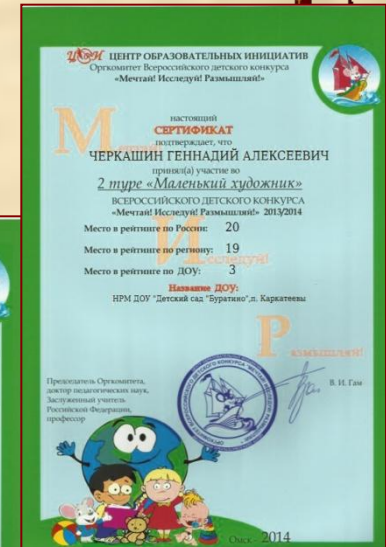 ЦЕНТР ОБРАЗОВАТЕЛЬНЫХ ИНИЦИАТИВ
Оргкомитет Всероссийского детского конкурса
«Мечтай! Исследуй! Размышляй!»
настоящий
СЕРТИФИКАТ
Мечтай!
подтверждает, что
ЧЕРКАШИН ГЕННАДИЙ АЛЕКСЕЕВИЧ
принял(а) участие во
2 туре «Маленький художник»
ВСЕРОССИЙСКОГО ДЕТСКОГО КОНКУРСА
«Мечтай! Исследуй! Размышляй!» 2013/2014
Место в рейтинге по России: 20
Место в рейтинге по региону: 19
Исследуй!
Место в рейтинге по ДОУ: 3
Название ДОУ:
НРМ ДОУ "Детский сад "Буратино",п. Каркатеевы
Размышляй!
Председатель Оргкомитета,
доктор педагогических наук,
Заслуженный учитель
Российской Федерации,
профессор
В. И. Гам
Омск - 2014